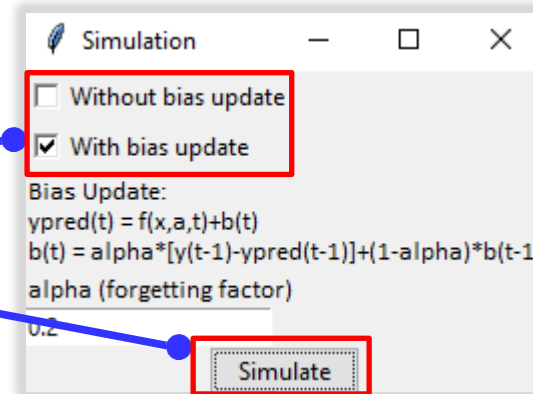 Simulation
Without bias update
With bias update
Bias Update:
ypred(t) = f(x,a,t)+b(t)
b(t) = alpha*[y(t-1)-ypred(t-1)]+(1-alpha)*b(t-1
alpha (forgetting factor)
0.2
Simulate